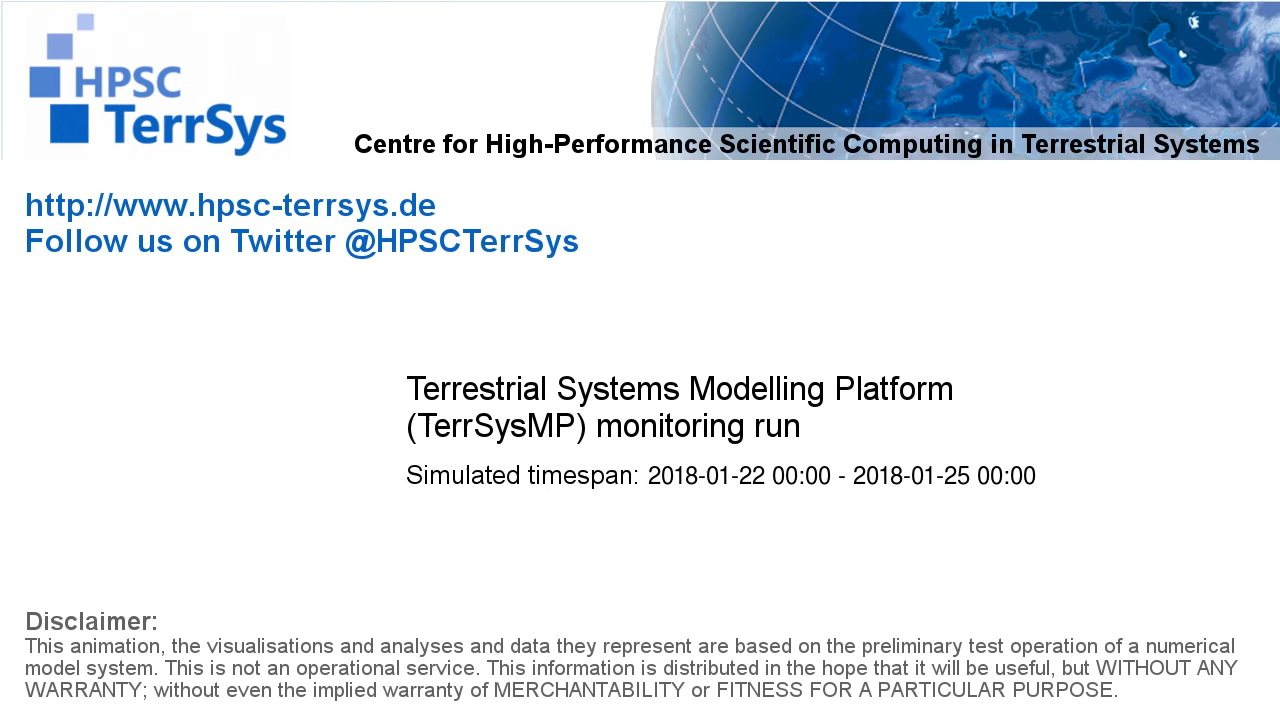 HPSC
TerrSys
Centre for High-Performance Scientific Computing in Terrestrial Systems
http://www.hpsc-terrsys.de
Follow us on Twitter @HPSCTerrSys
Terrestrial Systems Modelling Platform
(TerrSysMP) monitoring run
Simulated timespan: 2018-01-22 00:00 - 2018-01-25 00:00
Disclaimer:
This animation, the visualisations and analyses and data they represent are based on the preliminary test operation of a numerical
model system. This is not an operational service. This information is distributed in the hope that it will be useful, but WITHOUT ANY
WARRANTY; without even the implied warranty of MERCHANTABILITY or FITNESS FOR A PARTICULAR PURPOSE.